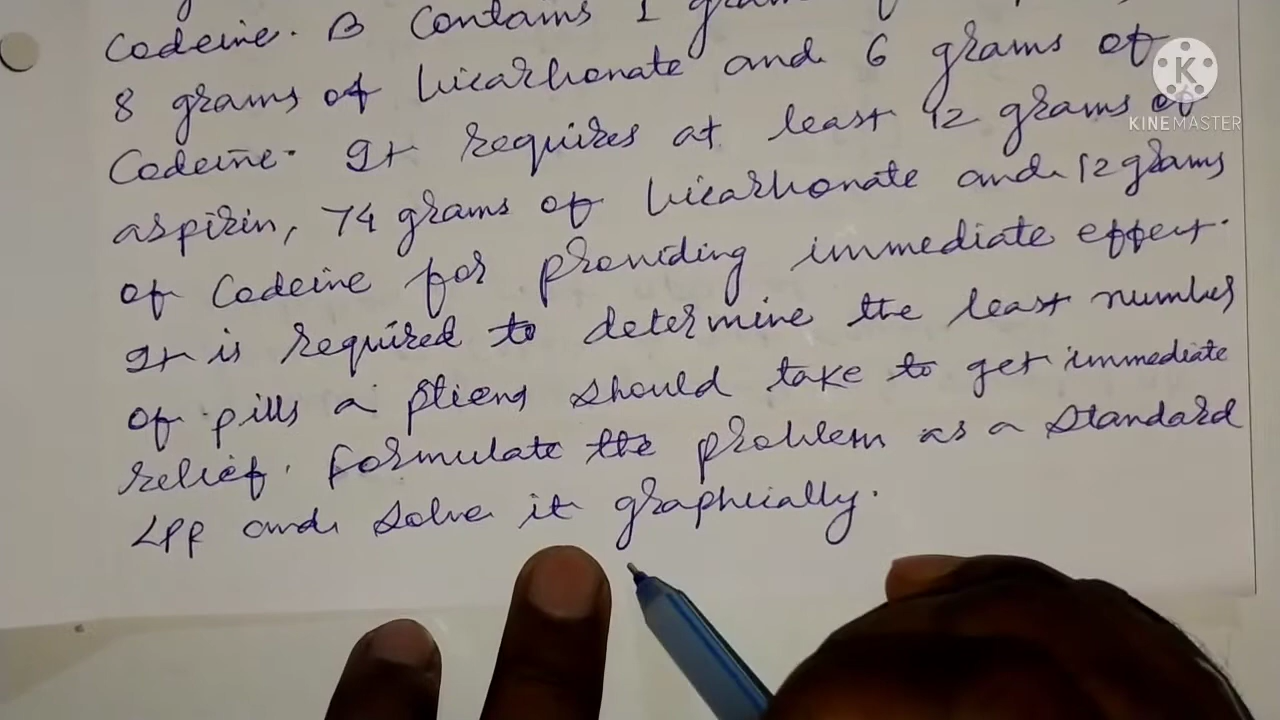 Codeine. B Contains 1 gram of
8 grams of bicarbonate and 6 grams of
Codeine. It requires at least 12 grams of
aspirin, 74 grams of bicarbonate and 12 grams
of Codeine for providing immediate effect.
It is required to determine the least number
of pills a ptient should take to get immediate
relief. Formulate the problem as a Standard
LPP and solve it graphically.
K
KINEMASTER